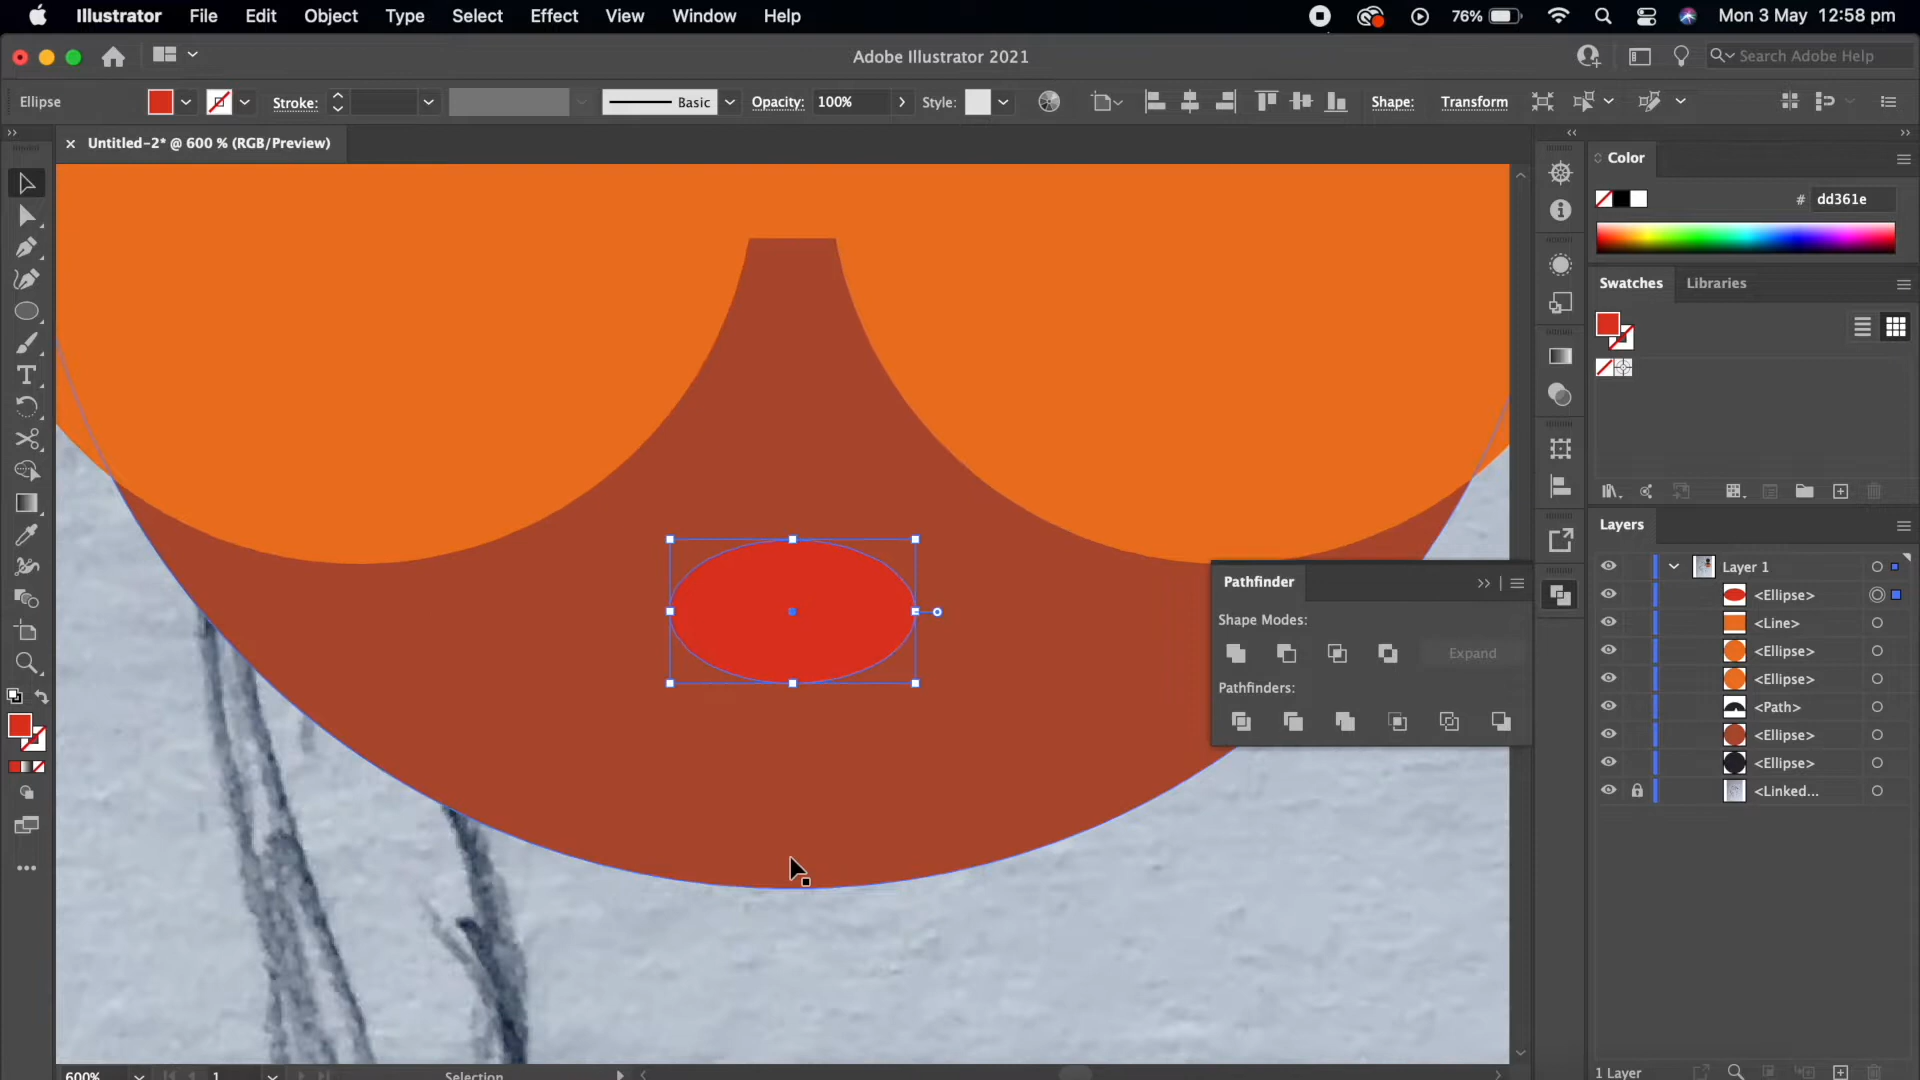 Illustrator File Edit Object Type Select Effect View Window Help 76% Mon 3 May 12:58 pm
Adobe Illustrator 2021 Search Adobe Help
Ellipse Stroke: Basic Opacity: 100% Style: Shape: Transform
× Untitled-2* @ 600 % (RGB/Preview)
Color
# dd361e
Swatches Libraries
Layers
Layer 1
<Ellipse>
<Line>
<Ellipse>
<Ellipse>
<Path>
<Ellipse>
<Ellipse>
<Linked...
Pathfinder
Shape Modes:
Expand
Pathfinders:
600% 1 Selection
1 Layer